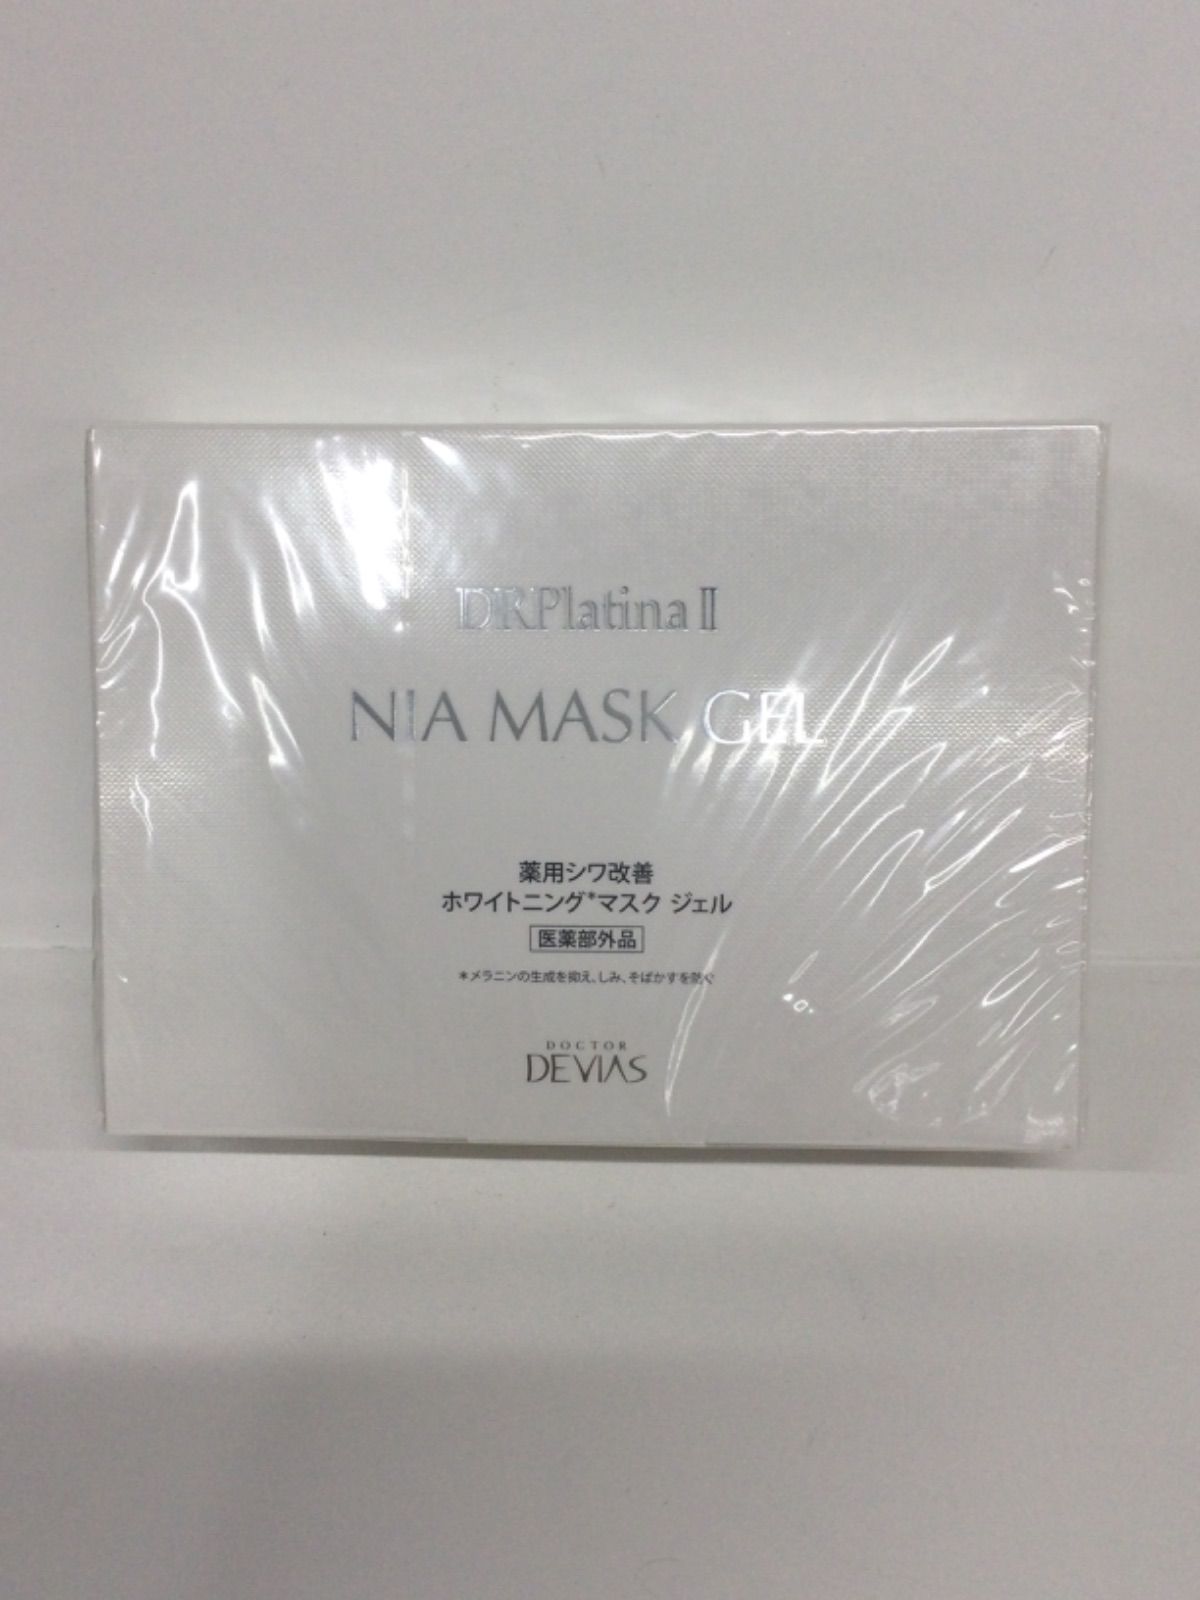 DRPlatina Ⅱ
NIA MASK GEL
薬用シワ改善
ホワイトニング*マスク ジェル
医薬部外品
*メラニンの生成を抑え、しみ、そばかすを防ぐ
DOCTOR
DEVIAS